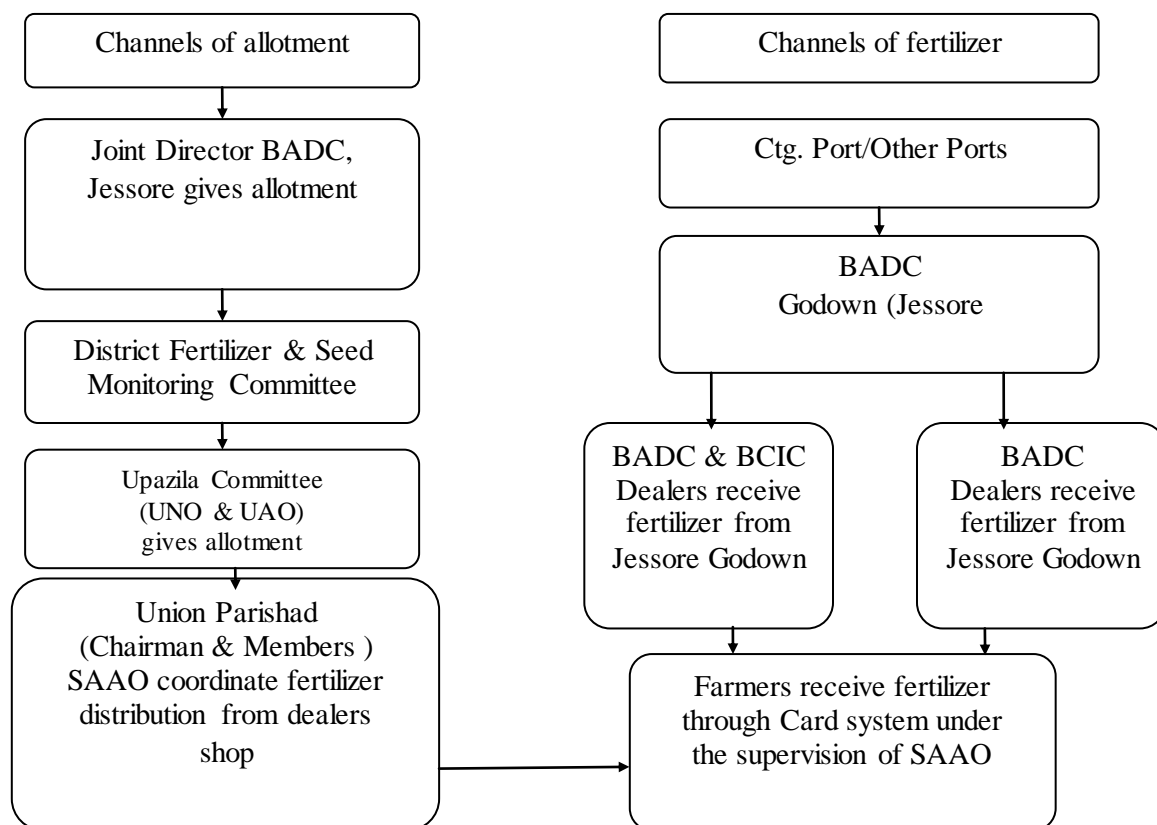 Channels of allotment
Joint Director BADC,
Jessore gives allotment
District Fertilizer & Seed
Monitoring Committee
Upazila Committee
(UNO & UAO)
gives allotment
Union Parishad
(Chairman & Members )
SAAO coordinate fertilizer
distribution from dealers
shop
Channels of fertilizer
Ctg. Port/Other Ports
BADC
Godown (Jessore
BADC & BCIC
Dealers receive
fertilizer from
Jessore Godown
BADC
Dealers receive
fertilizer from
Jessore Godown
Farmers receive fertilizer
through Card system under
the supervision of SAAO